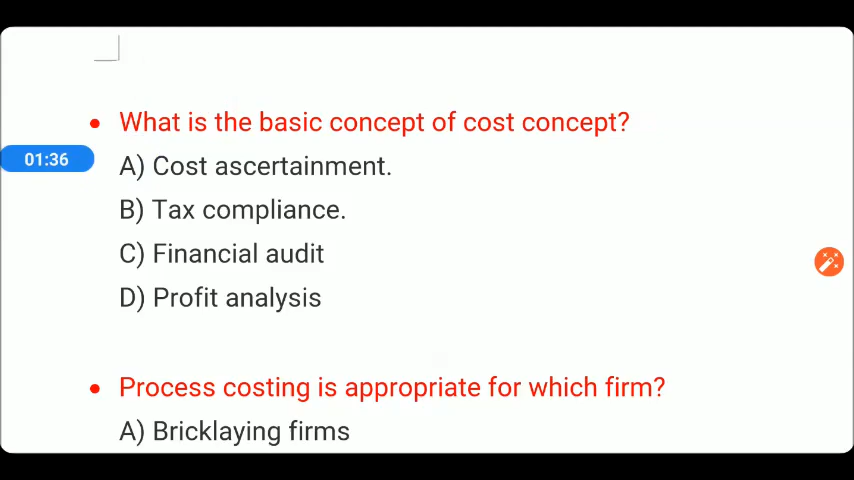 What is the basic concept of cost concept?
01:36
A) Cost ascertainment.
B) Tax compliance.
C) Financial audit
D) Profit analysis
Process costing is appropriate for which firm?
A) Bricklaying firms